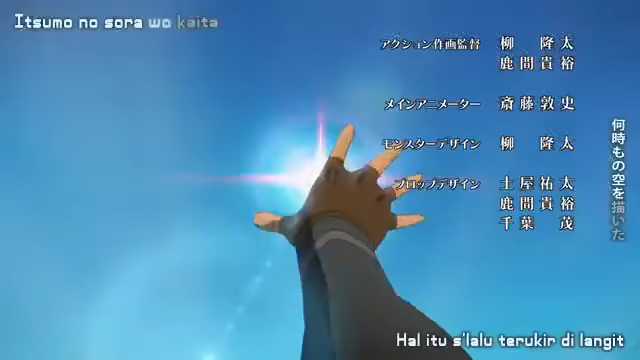 Itsumo no sora wo kaita
アクション作画監督 柳 隆太
鹿間貴裕
メインアニメーター 斎藤敦史
モンスターデザイン 柳 隆太
プロップデザイン 土屋祐太
鹿間貴裕
千葉 茂
何時もの空を描いた
Hal itu s'lalu terukir di langit